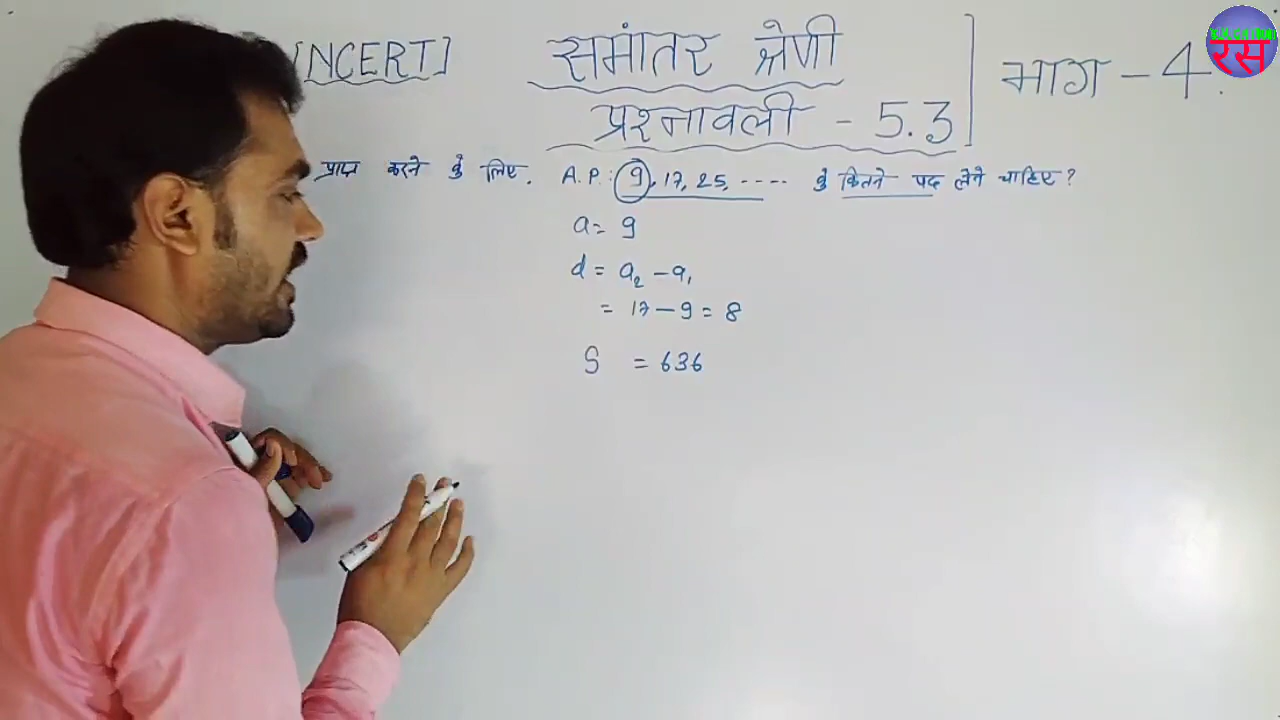 [NCERT]
समांतर श्रेणी
प्रश्नावली - 5.3
भाग - 4.
रस
प्राप्त करने के लिए. A.P.: 9, 17, 25, ---- के कितने पद लेने चाहिए?
a = 9
d = a₂ - a₁
= 17 - 9 = 8
S = 636